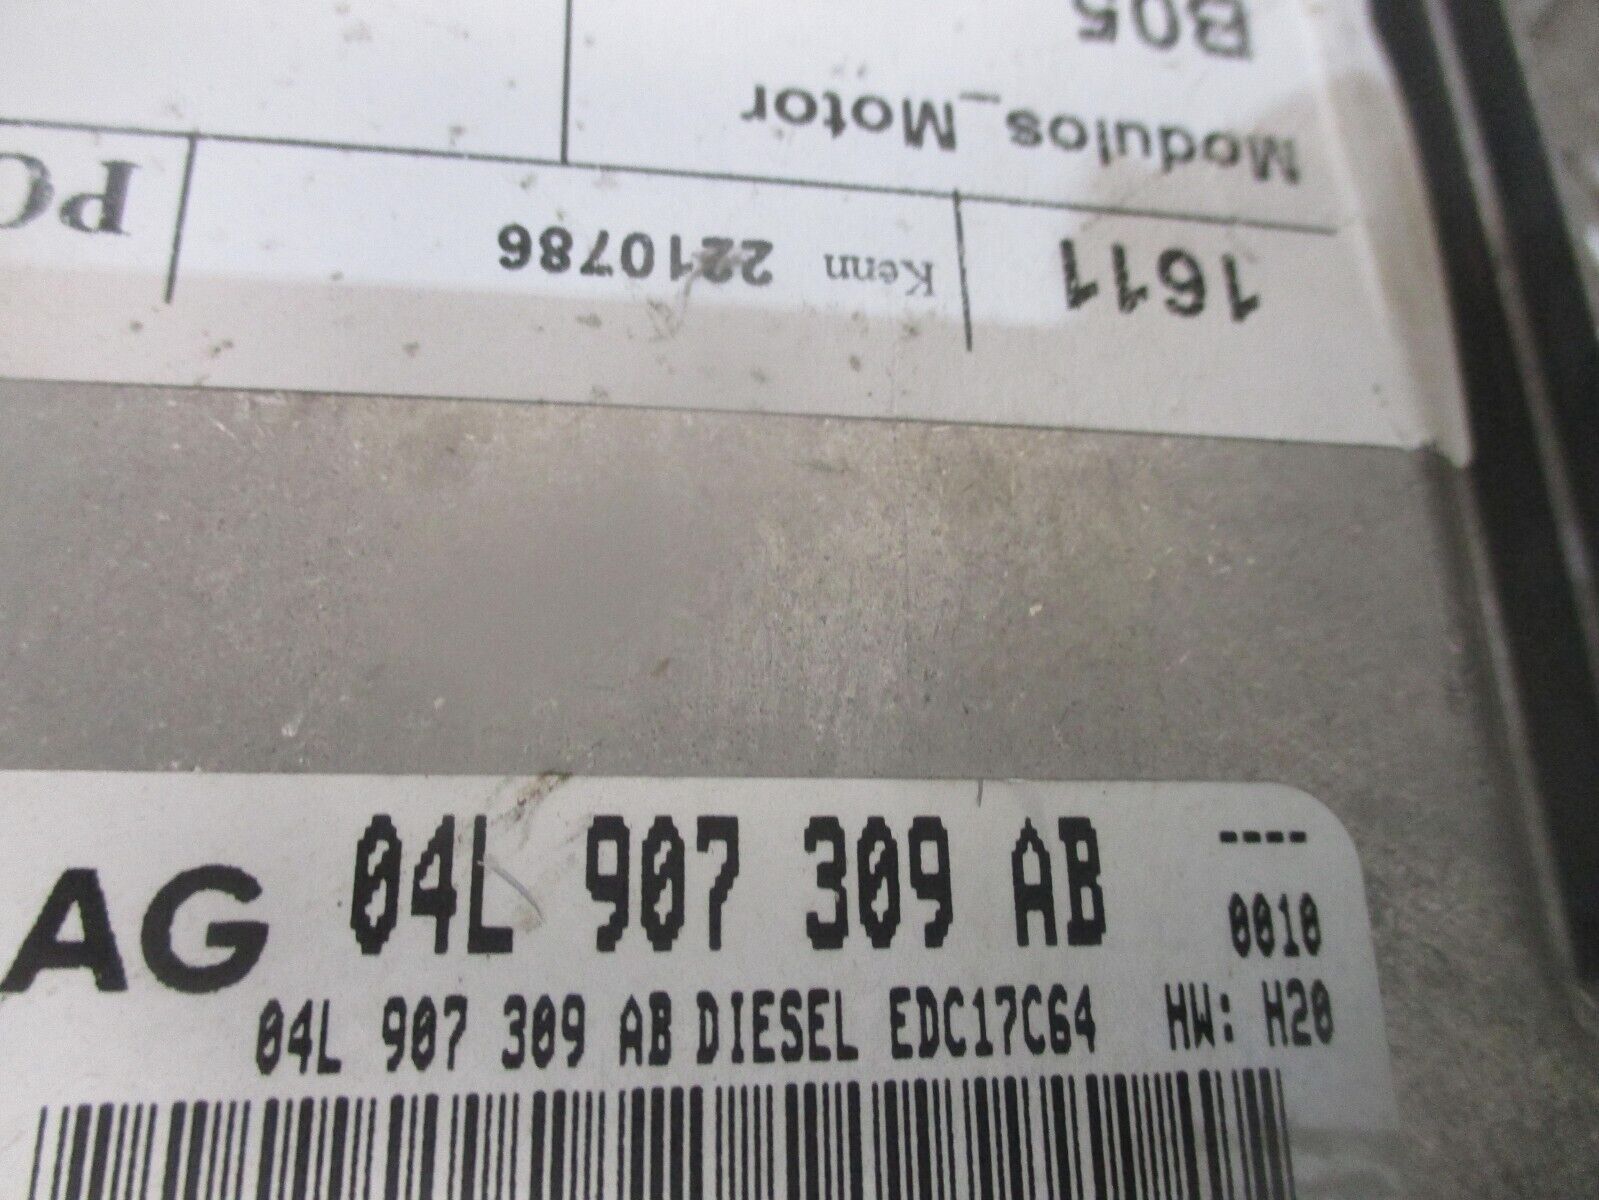 B05
Modulos_Motor
1611 Kenn 2210786 PO
AG 04L 907 309 AB ----
0010
04L 907 309 AB DIESEL EDC17C64 HW: H20